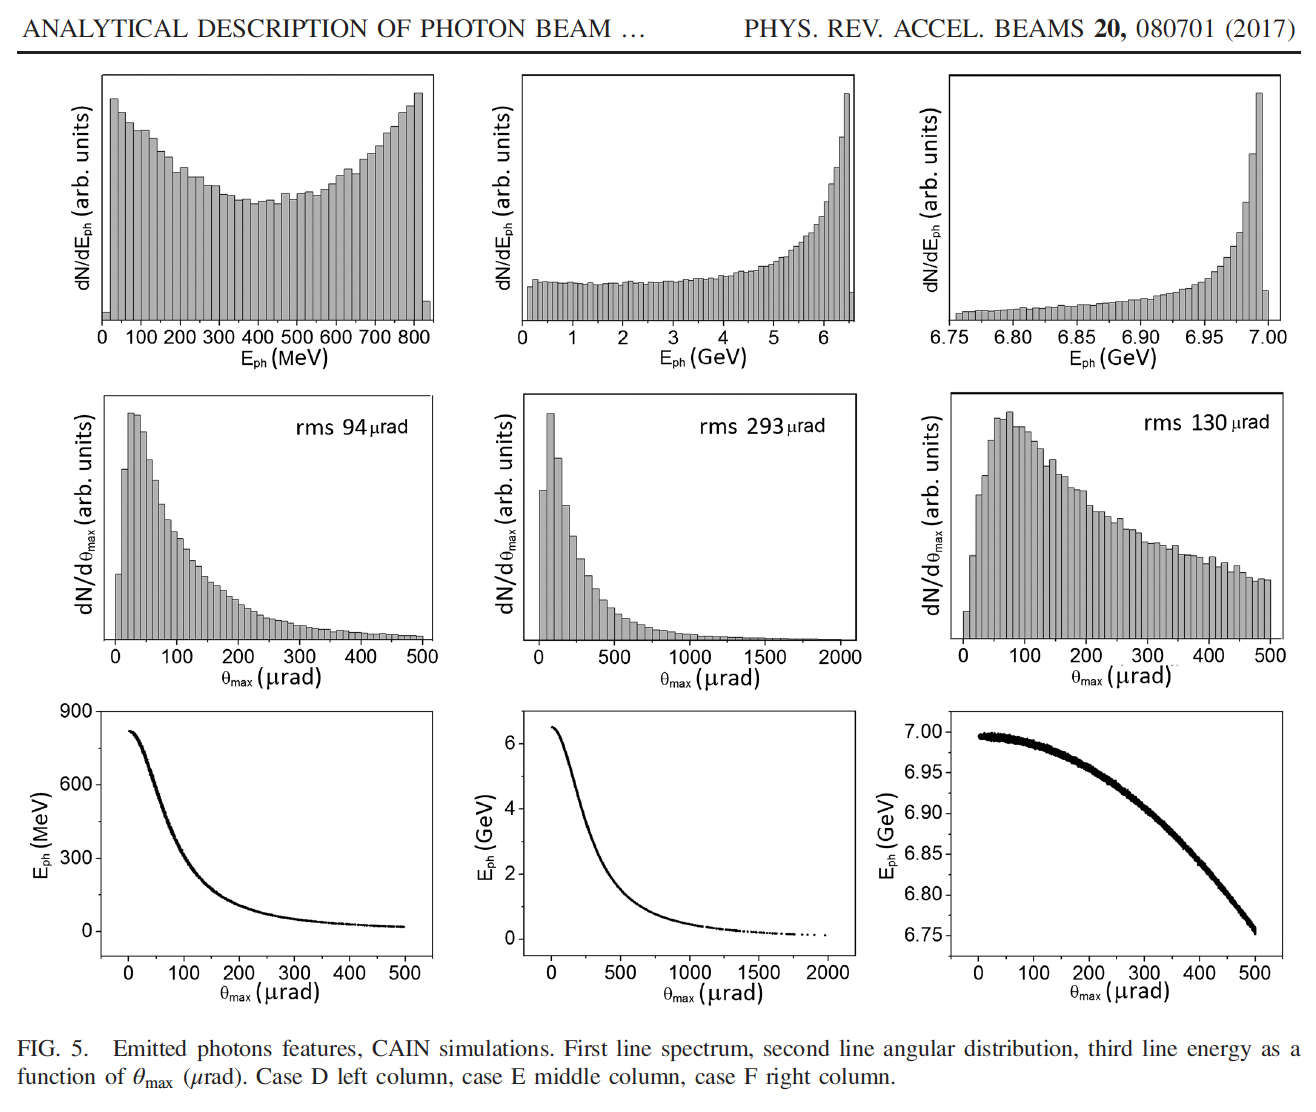 ANALYTICAL DESCRIPTION OF PHOTON BEAM … PHYS. REV. ACCEL. BEAMS 20, 080701 (2017)
dN/dEph (arb. units)
0 100 200 300 400 500 600 700 800
Eph (MeV)
dN/dEph (arb. units)
0 1 2 3 4 5 6
Eph (GeV)
dN/dEph (arb. units)
6.75 6.80 6.85 6.90 6.95 7.00
Eph (GeV)
rms 94 μrad
dN/dθmax (arb. units)
0 100 200 300 400 500
θmax (μrad)
rms 293 μrad
dN/dθmax (arb. units)
0 500 1000 1500 2000
θmax (μrad)
rms 130 μrad
dN/dθmax (arb. units)
0 100 200 300 400 500
θmax (μrad)
900
600
300
0
Eph (MeV)
0 100 200 300 400 500
θmax (μrad)
6
4
2
0
Eph (GeV)
0 500 1000 1500 2000
θmax (μrad)
7.00
6.95
6.90
6.85
6.80
6.75
Eph (GeV)
0 100 200 300 400 500
θmax (μrad)
FIG. 5. Emitted photons features, CAIN simulations. First line spectrum, second line angular distribution, third line energy as a
function of θmax (μrad). Case D left column, case E middle column, case F right column.